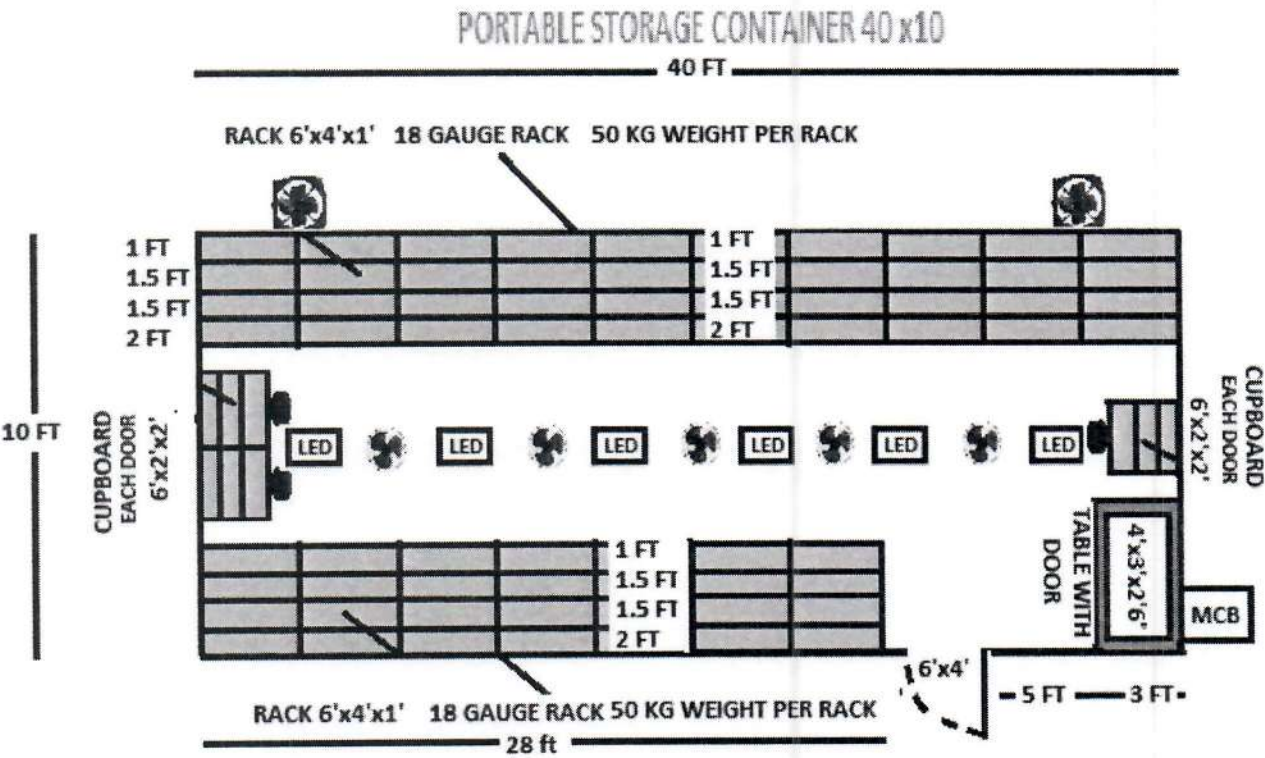 PORTABLE STORAGE CONTAINER 40 x10
40 FT
RACK 6'x4'x1' 18 GAUGE RACK 50 KG WEIGHT PER RACK
1 FT
1.5 FT
1.5 FT
2 FT
1 FT
1.5 FT
1.5 FT
2 FT
10 FT
CUPBOARD
EACH DOOR
6'x2'x2'
LED
LED
LED
LED
LED
LED
CUPBOARD
EACH DOOR
6'x2'x2'
1 FT
1.5 FT
1.5 FT
2 FT
TABLE WITH
DOOR
4'x3'x2'6"
MCB
6'x4'
5 FT
3 FT
RACK 6'x4'x1' 18 GAUGE RACK 50 KG WEIGHT PER RACK
28 ft